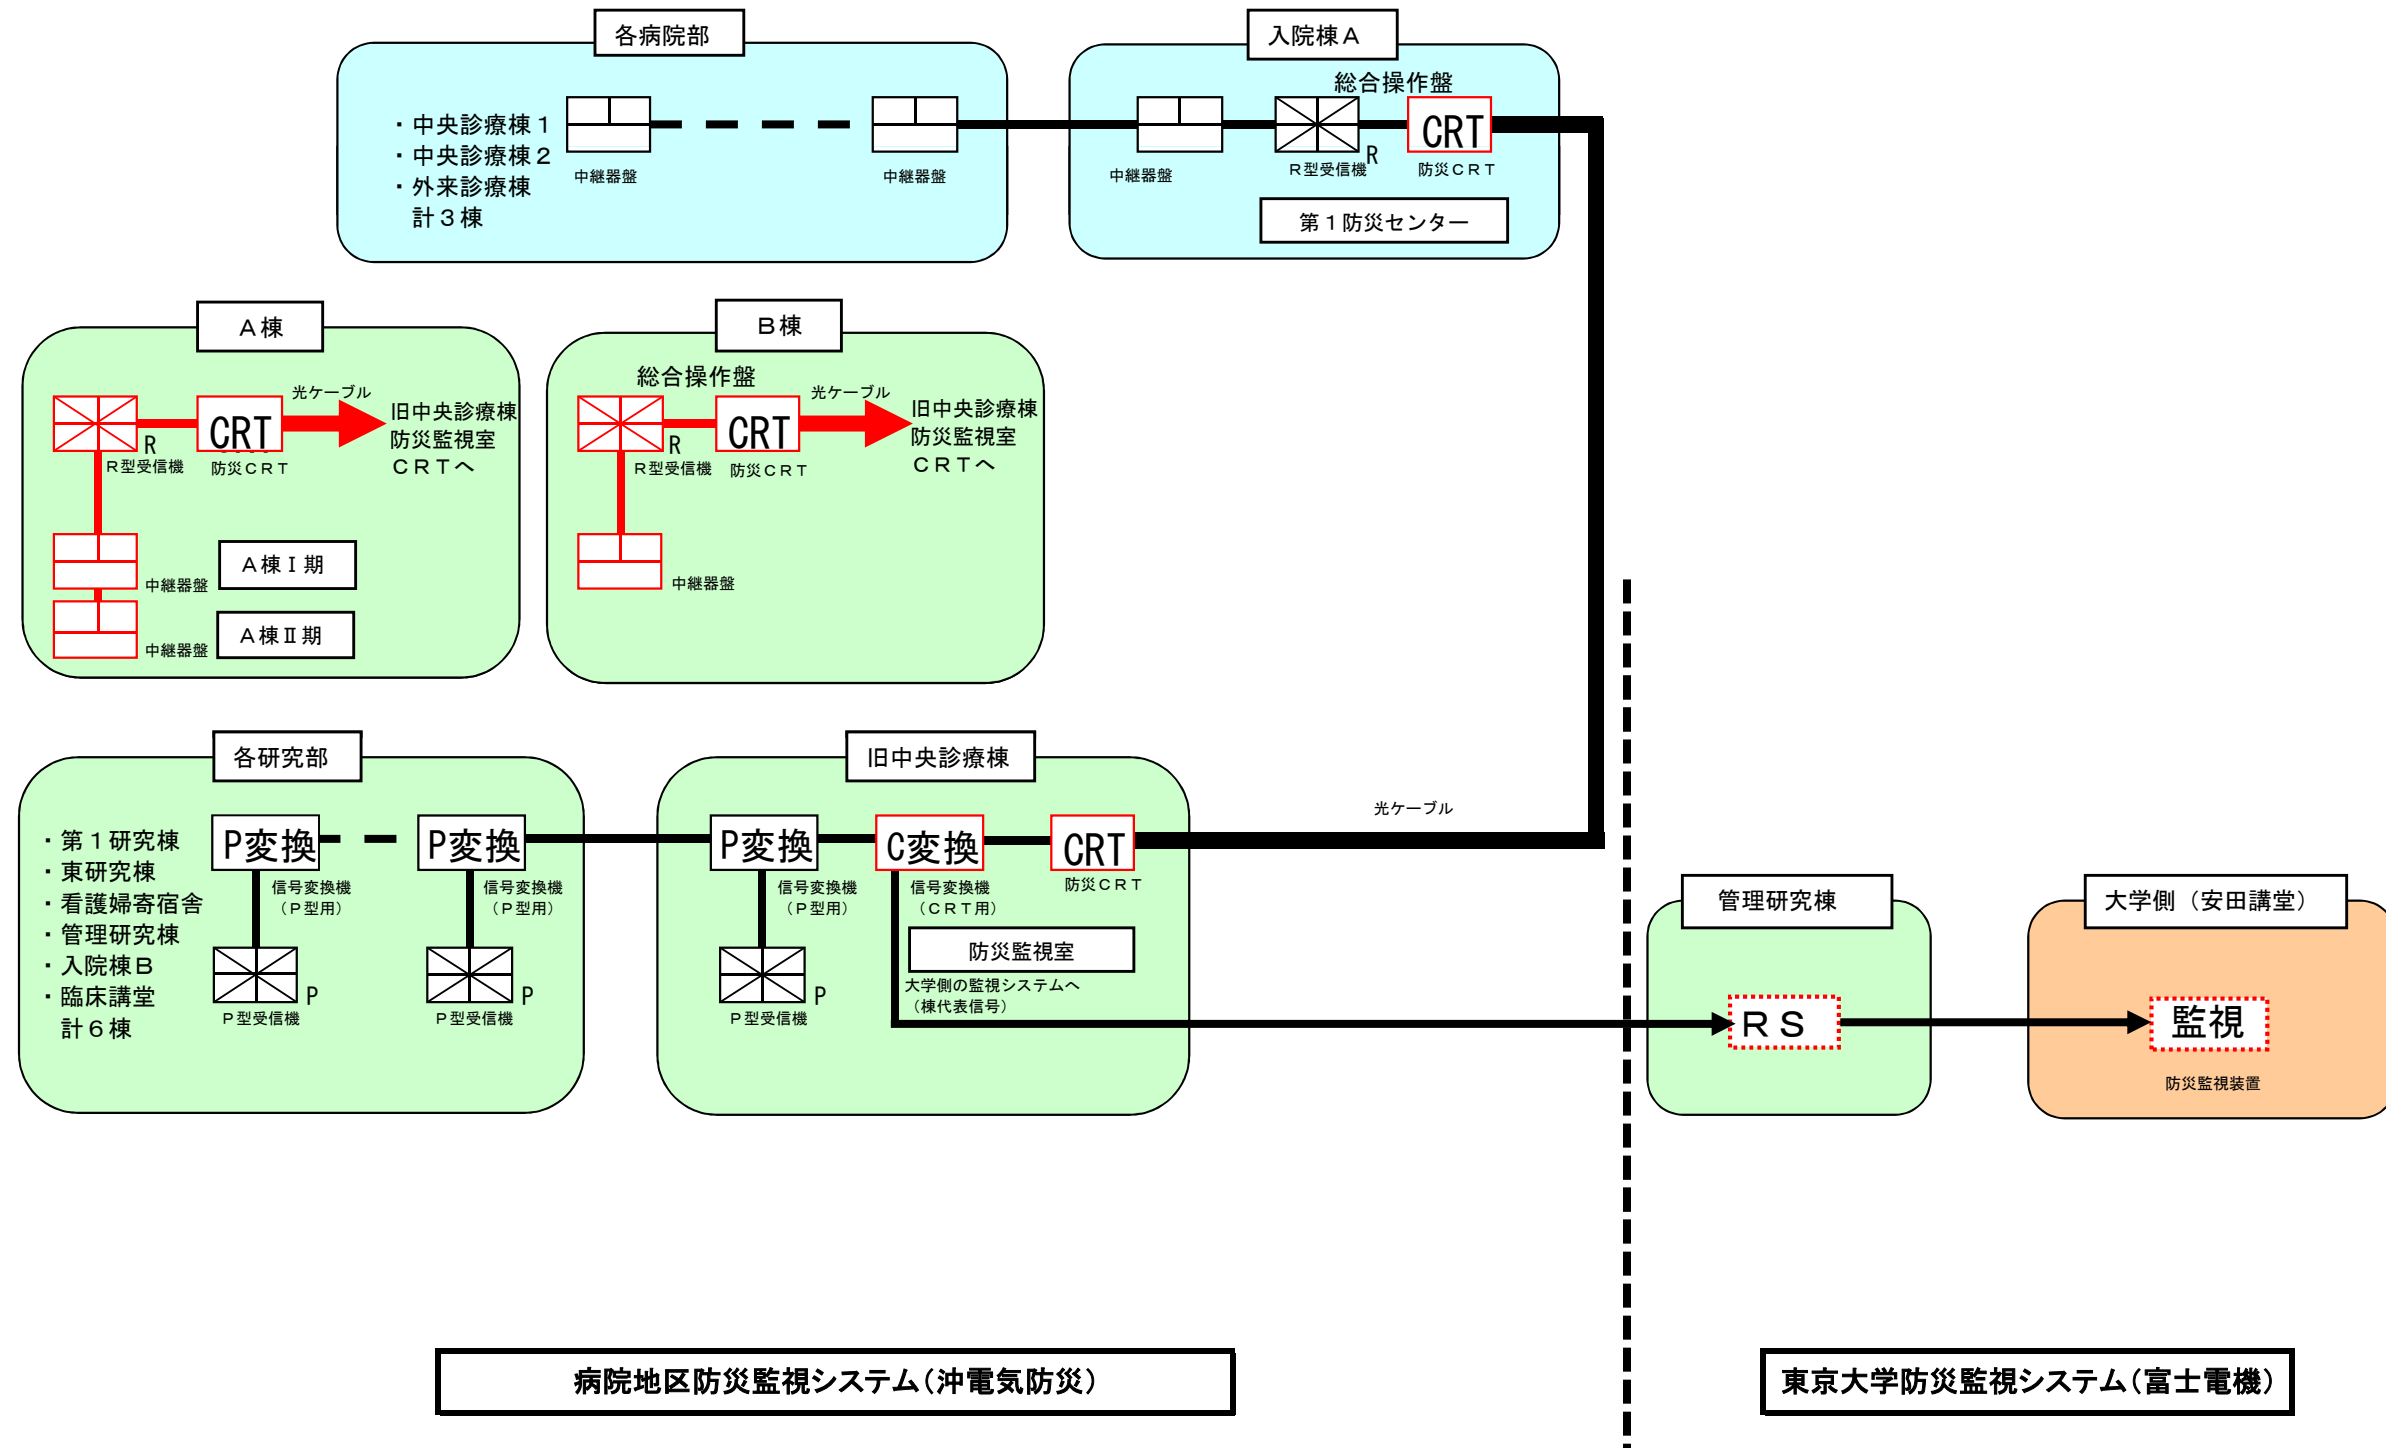 各病院部
・中央診療棟１
・中央診療棟２
・外来診療棟
計３棟
中継器盤
中継器盤
入院棟Ａ
総合操作盤
CRT
R
中継器盤
Ｒ型受信機
防災ＣＲＴ
第１防災センター
Ａ棟
光ケーブル
CRT
R
Ｒ型受信機
防災ＣＲＴ
旧中央診療棟
防災監視室
ＣＲＴへ
中継器盤
Ａ棟Ⅰ期
中継器盤
Ａ棟Ⅱ期
Ｂ棟
総合操作盤
光ケーブル
CRT
R
Ｒ型受信機
防災ＣＲＴ
旧中央診療棟
防災監視室
ＣＲＴへ
中継器盤
各研究部
・第１研究棟
・東研究棟
・看護婦寄宿舎
・管理研究棟
・入院棟Ｂ
・臨床講堂
計６棟
P変換
信号変換機
（Ｐ型用）
P
Ｐ型受信機
P変換
信号変換機
（Ｐ型用）
P
Ｐ型受信機
旧中央診療棟
P変換
信号変換機
（Ｐ型用）
P
Ｐ型受信機
C変換
信号変換機
（ＣＲＴ用）
CRT
防災ＣＲＴ
防災監視室
大学側の監視システムへ
（棟代表信号）
光ケーブル
管理研究棟
ＲＳ
大学側（安田講堂）
監視
防災監視装置
病院地区防災監視システム（沖電気防災）
東京大学防災監視システム（富士電機）